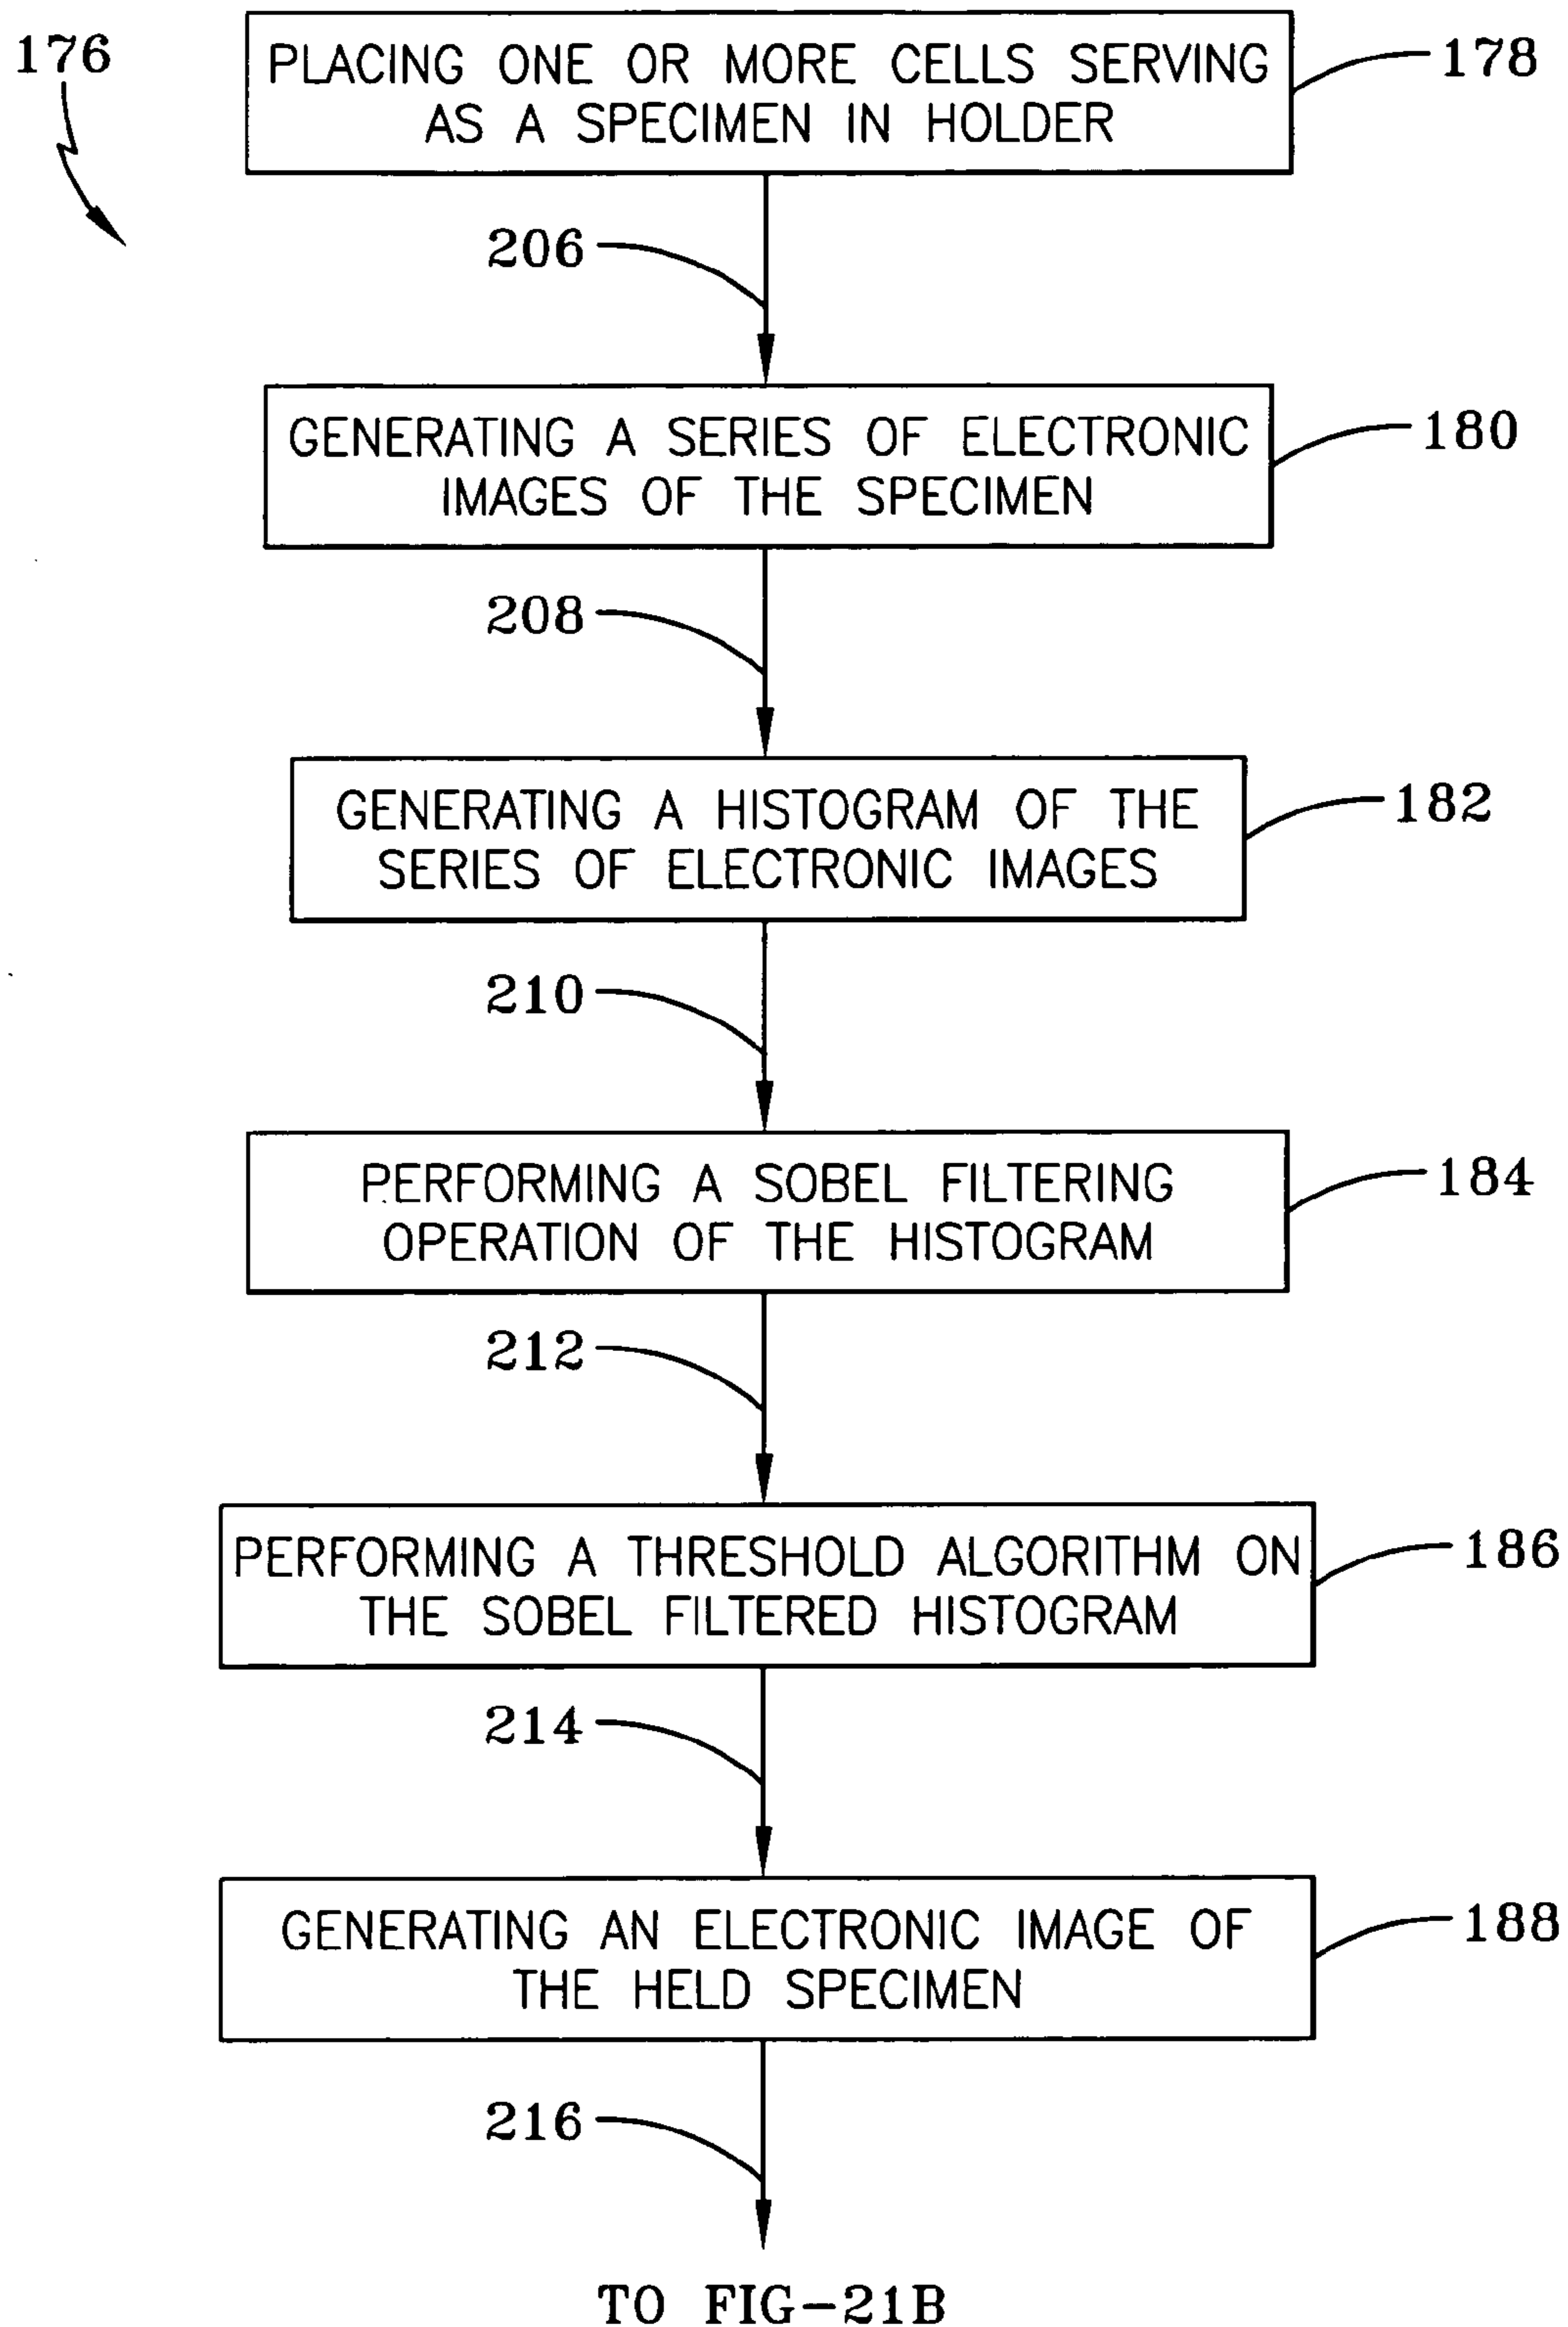 176
PLACING ONE OR MORE CELLS SERVING
AS A SPECIMEN IN HOLDER
178
206
GENERATING A SERIES OF ELECTRONIC
IMAGES OF THE SPECIMEN
180
208
GENERATING A HISTOGRAM OF THE
SERIES OF ELECTRONIC IMAGES
182
210
PERFORMING A SOBEL FILTERING
OPERATION OF THE HISTOGRAM
184
212
PERFORMING A THRESHOLD ALGORITHM ON
THE SOBEL FILTERED HISTOGRAM
186
214
GENERATING AN ELECTRONIC IMAGE OF
THE HELD SPECIMEN
188
216
TO FIG-21B